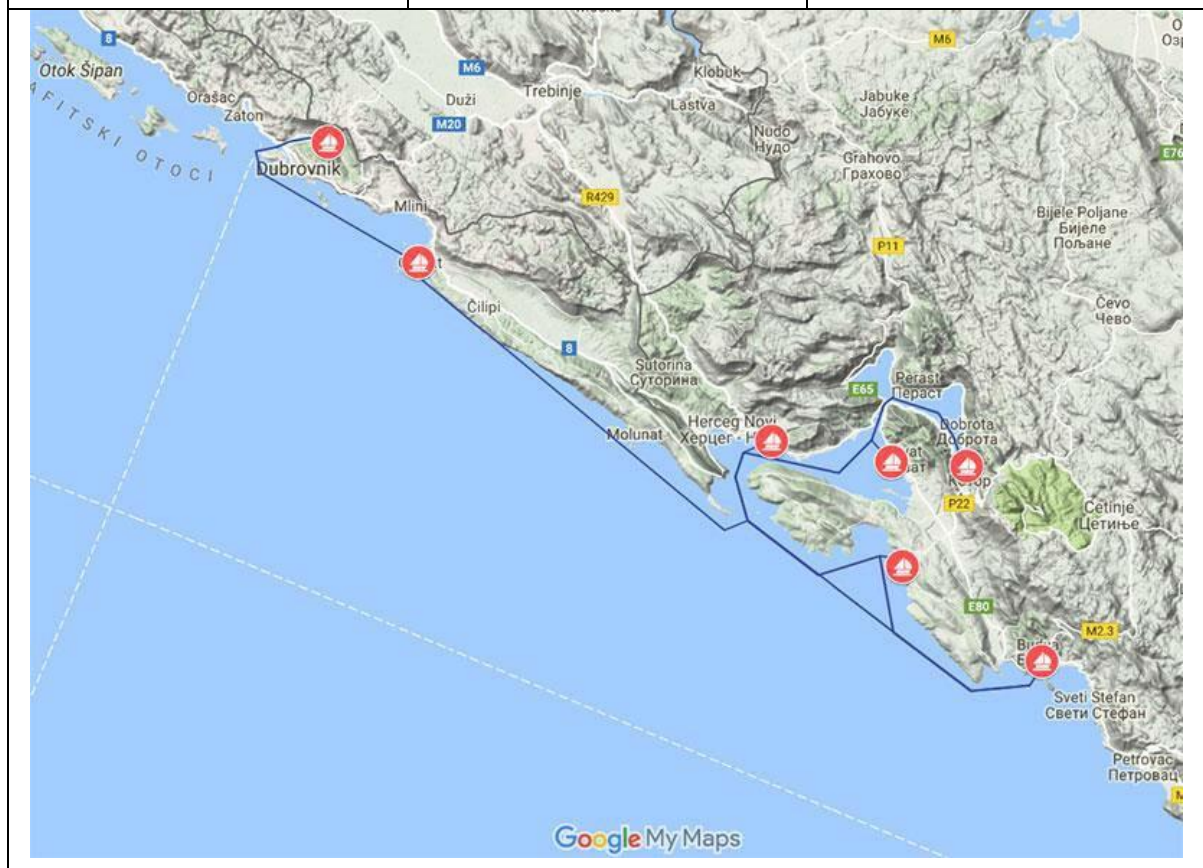 8
M6
Otok Šipan
M6
Klobuk
Orašac
Zaton
Duži
Trebinje
Lastva
Jabuke
Јабуке
M20
Nudo
Нудо
AFITSKI OTOCI
Dubrovnik
Grahovo
Грахово
E76
R429
Mlini
Bijele Poljane
Бијеле
Пољане
P11
Čilipi
Čevo
Чево
8
Sutorina
Суторина
E65
Perast
Пераст
Molunat
Herceg Novi
Херцег - Н
Dobrota
Доброта
P22
Cetinje
Цетиње
E80
M2.3
Sveti Stefan
Свети Стефан
Petrovac
Петровац
Google My Maps